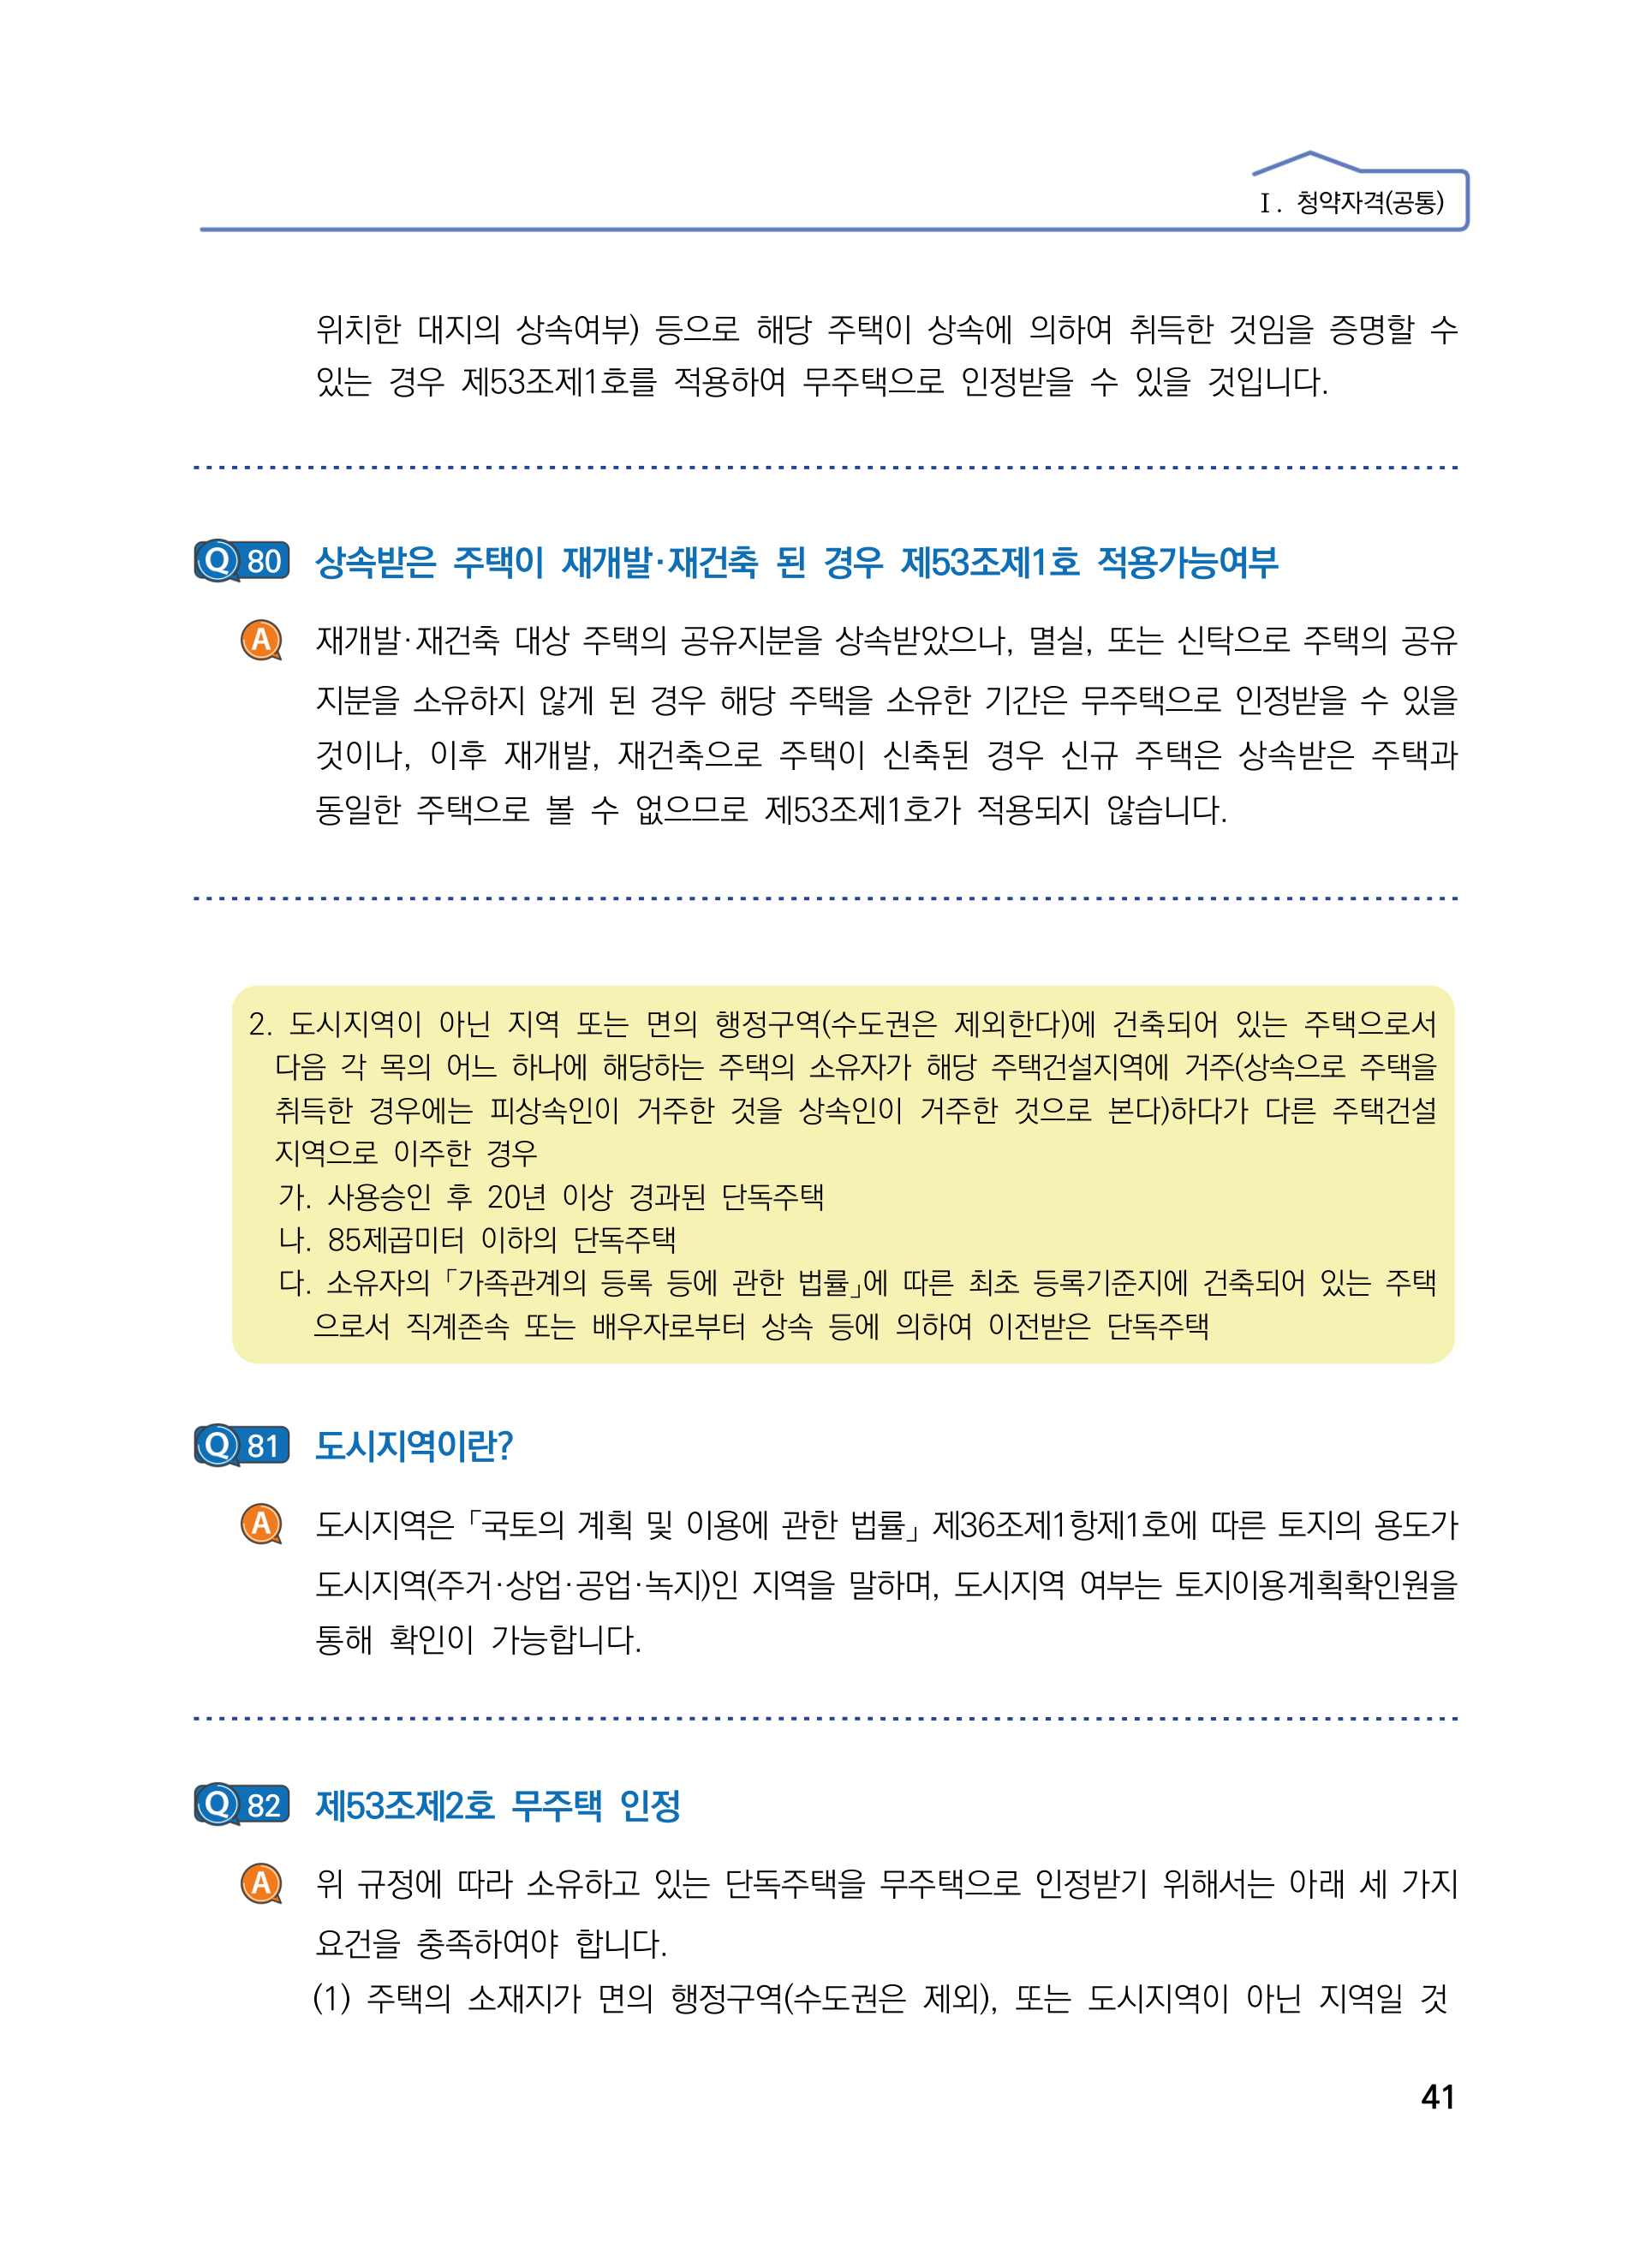 Ⅰ. 청약자격(공통)
위치한 대지의 상속여부) 등으로 해당 주택이 상속에 의하여 취득한 것임을 증명할 수
있는 경우 제53조제1호를 적용하여 무주택으로 인정받을 수 있을 것입니다.
Q 80 상속받은 주택이 재개발·재건축 된 경우 제53조제1호 적용가능여부
A 재개발·재건축 대상 주택의 공유지분을 상속받았으나, 멸실, 또는 신탁으로 주택의 공유
지분을 소유하지 않게 된 경우 해당 주택을 소유한 기간은 무주택으로 인정받을 수 있을
것이나, 이후 재개발, 재건축으로 주택이 신축된 경우 신규 주택은 상속받은 주택과
동일한 주택으로 볼 수 없으므로 제53조제1호가 적용되지 않습니다.
2. 도시지역이 아닌 지역 또는 면의 행정구역(수도권은 제외한다)에 건축되어 있는 주택으로서
다음 각 목의 어느 하나에 해당하는 주택의 소유자가 해당 주택건설지역에 거주(상속으로 주택을
취득한 경우에는 피상속인이 거주한 것을 상속인이 거주한 것으로 본다)하다가 다른 주택건설
지역으로 이주한 경우
가. 사용승인 후 20년 이상 경과된 단독주택
나. 85제곱미터 이하의 단독주택
다. 소유자의 「가족관계의 등록 등에 관한 법률」에 따른 최초 등록기준지에 건축되어 있는 주택
으로서 직계존속 또는 배우자로부터 상속 등에 의하여 이전받은 단독주택
Q 81 도시지역이란?
A 도시지역은 「국토의 계획 및 이용에 관한 법률」 제36조제1항제1호에 따른 토지의 용도가
도시지역(주거·상업·공업·녹지)인 지역을 말하며, 도시지역 여부는 토지이용계획확인원을
통해 확인이 가능합니다.
Q 82 제53조제2호 무주택 인정
A 위 규정에 따라 소유하고 있는 단독주택을 무주택으로 인정받기 위해서는 아래 세 가지
요건을 충족하여야 합니다.
(1) 주택의 소재지가 면의 행정구역(수도권은 제외), 또는 도시지역이 아닌 지역일 것
41